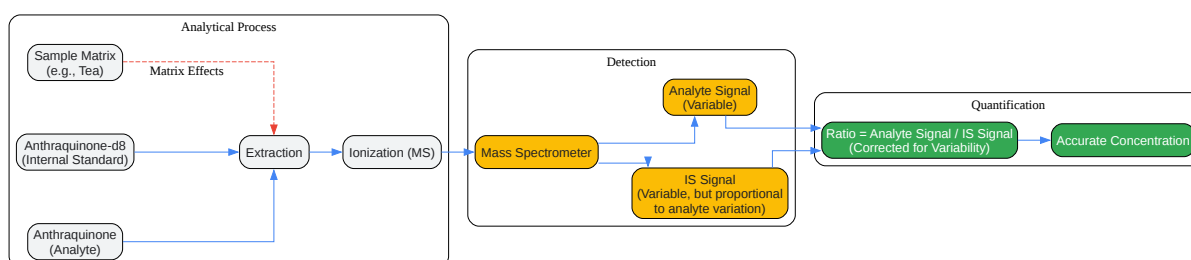 Analytical Process
Sample Matrix
(e.g., Tea)
Matrix Effects
Anthraquinone-d8
(Internal Standard)
Extraction
Ionization (MS)
Anthraquinone
(Analyte)
Detection
Mass Spectrometer
Analyte Signal
(Variable)
IS Signal
(Variable, but proportional
to analyte variation)
Quantification
Ratio = Analyte Signal / IS Signal
(Corrected for Variability)
Accurate Concentration